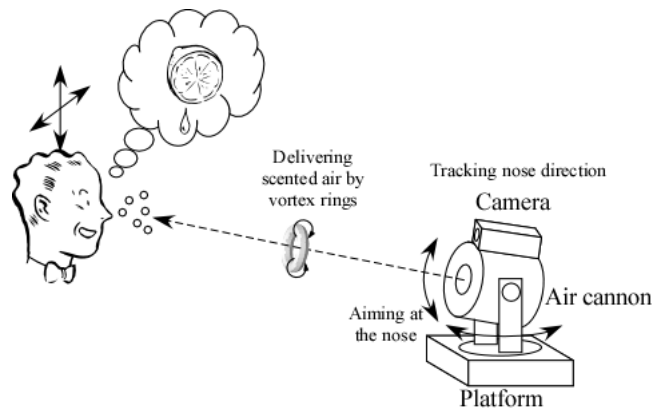 Delivering
scented air by
vortex rings
Tracking nose direction
Camera
Air cannon
Aiming at
the nose
Platform